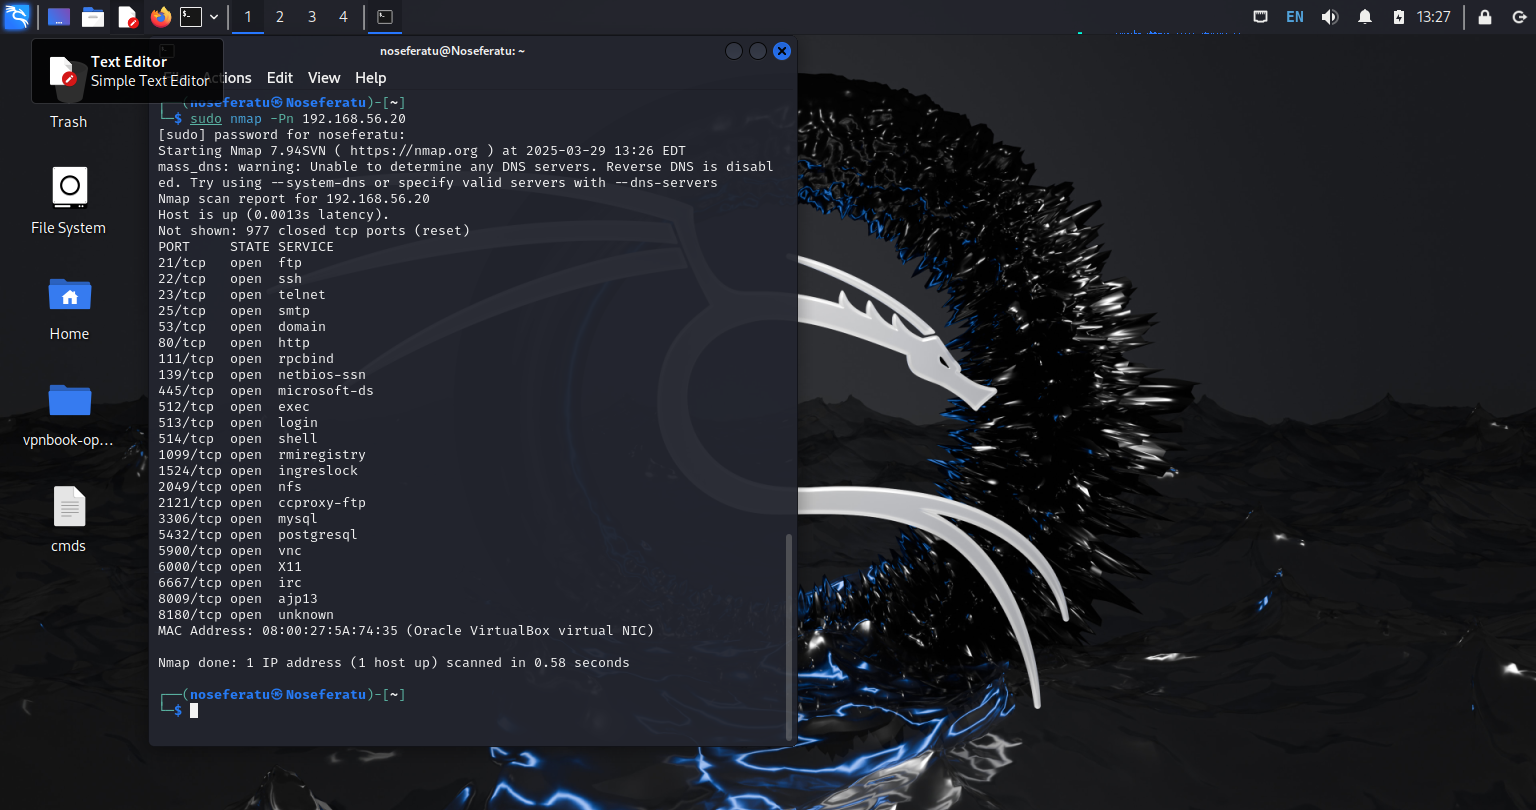 1 2 3 4
EN
13:27
noseferatu@Noseferatu: ~
Text Editor
Simple Text Editor
Actions Edit View Help
Trash
File System
Home
vpnbook-op...
cmds
┌──(noseferatu㉿Noseferatu)-[~]
└─$ sudo nmap -Pn 192.168.56.20
[sudo] password for noseferatu:
Starting Nmap 7.94SVN ( https://nmap.org ) at 2025-03-29 13:26 EDT
mass_dns: warning: Unable to determine any DNS servers. Reverse DNS is disabl
ed. Try using --system-dns or specify valid servers with --dns-servers
Nmap scan report for 192.168.56.20
Host is up (0.0013s latency).
Not shown: 977 closed tcp ports (reset)
PORT STATE SERVICE
21/tcp open ftp
22/tcp open ssh
23/tcp open telnet
25/tcp open smtp
53/tcp open domain
80/tcp open http
111/tcp open rpcbind
139/tcp open netbios-ssn
445/tcp open microsoft-ds
512/tcp open exec
513/tcp open login
514/tcp open shell
1099/tcp open rmiregistry
1524/tcp open ingreslock
2049/tcp open nfs
2121/tcp open ccproxy-ftp
3306/tcp open mysql
5432/tcp open postgresql
5900/tcp open vnc
6000/tcp open X11
6667/tcp open irc
8009/tcp open ajp13
8180/tcp open unknown
MAC Address: 08:00:27:5A:74:35 (Oracle VirtualBox virtual NIC)
Nmap done: 1 IP address (1 host up) scanned in 0.58 seconds
┌──(noseferatu㉿Noseferatu)-[~]
└─$